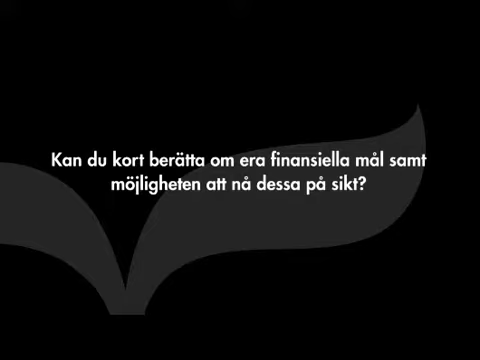 Kan du kort berätta om era finansiella mål samt
möjligheten att nå dessa på sikt?